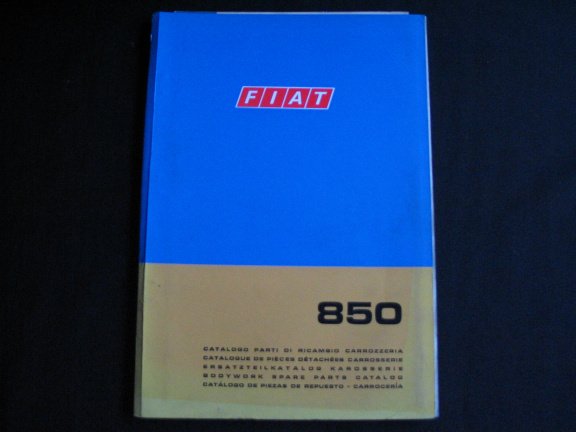 FIAT
850
CATALOGO PARTI DI RICAMBIO CARROZZERIA
CATALOGUE DE PIÈCES DÉTACHÉES CARROSSERIE
ERSATZTEILKATALOG KAROSSERIE
BODYWORK SPARE PARTS CATALOG
CATÁLOGO DE PIEZAS DE REPUESTO - CARROCERÍA